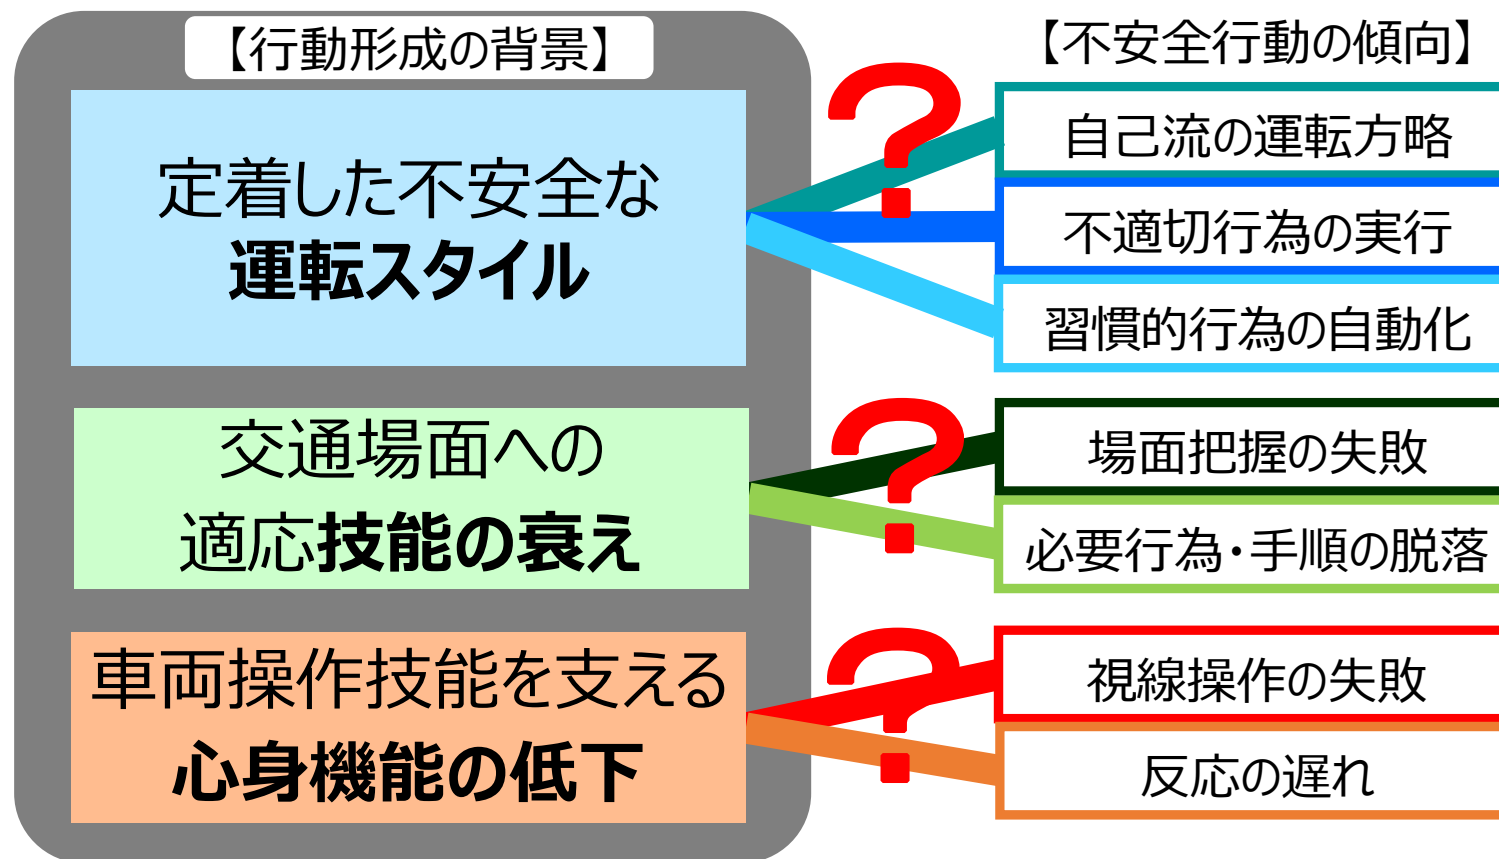 【行動形成の背景】
定着した不安全な
運転スタイル
交通場面への
適応技能の衰え
車両操作技能を支える
心身機能の低下
?
?
?
【不安全行動の傾向】
自己流の運転方略
不適切行為の実行
習慣的行為の自動化
場面把握の失敗
必要行為・手順の脱落
視線操作の失敗
反応の遅れ